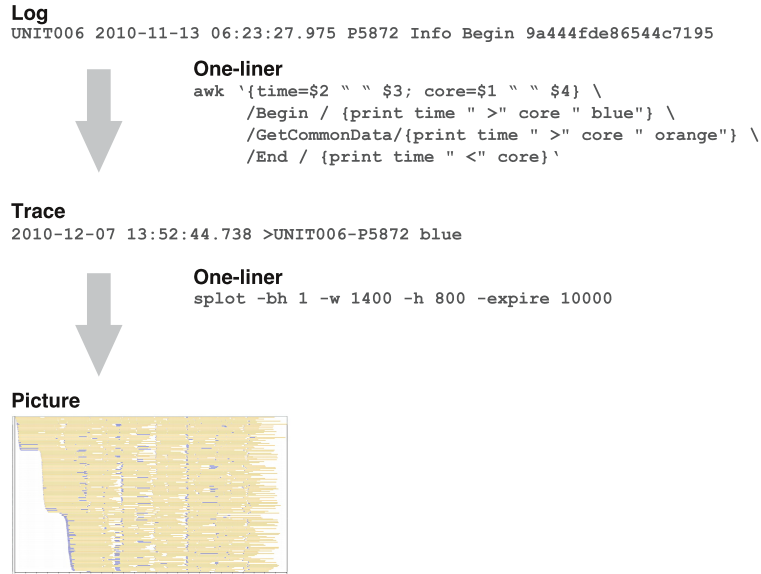 Log
UNIT006 2010-11-13 06:23:27.975 P5872 Info Begin 9a444fde86544c7195
One-liner
awk ‘{time=$2 “ “ $3; core=$1 “ “ $4} \
/Begin / {print time " >" core " blue"} \
/GetCommonData/{print time " >" core " orange"} \
/End / {print time " <" core}‘
Trace
2010-12-07 13:52:44.738 >UNIT006-P5872 blue
One-liner
splot -bh 1 -w 1400 -h 800 -expire 10000
Picture